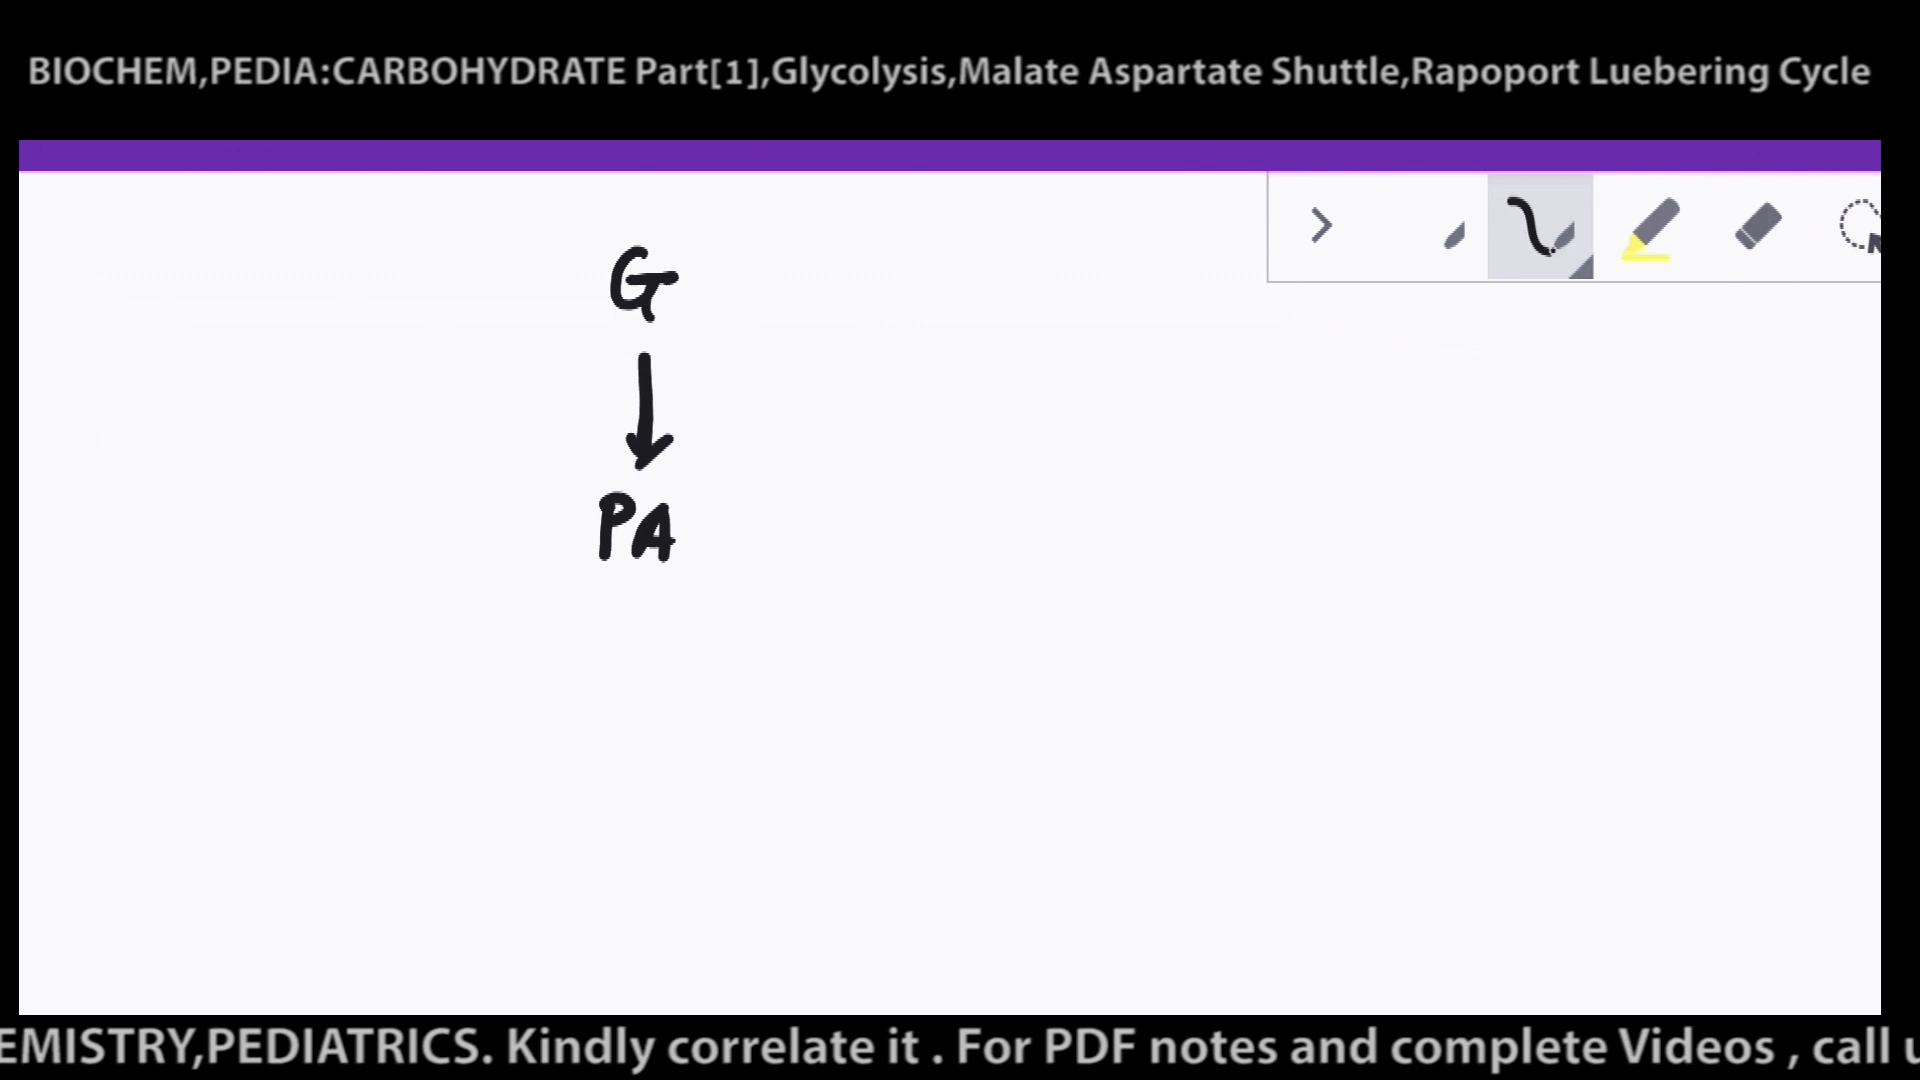 BIOCHEM,PEDIA:CARBOHYDRATE Part[1],Glycolysis,Malate Aspartate Shuttle,Rapoport Luebering Cycle
G
PA
EMISTRY,PEDIATRICS. Kindly correlate it . For PDF notes and complete Videos , call u